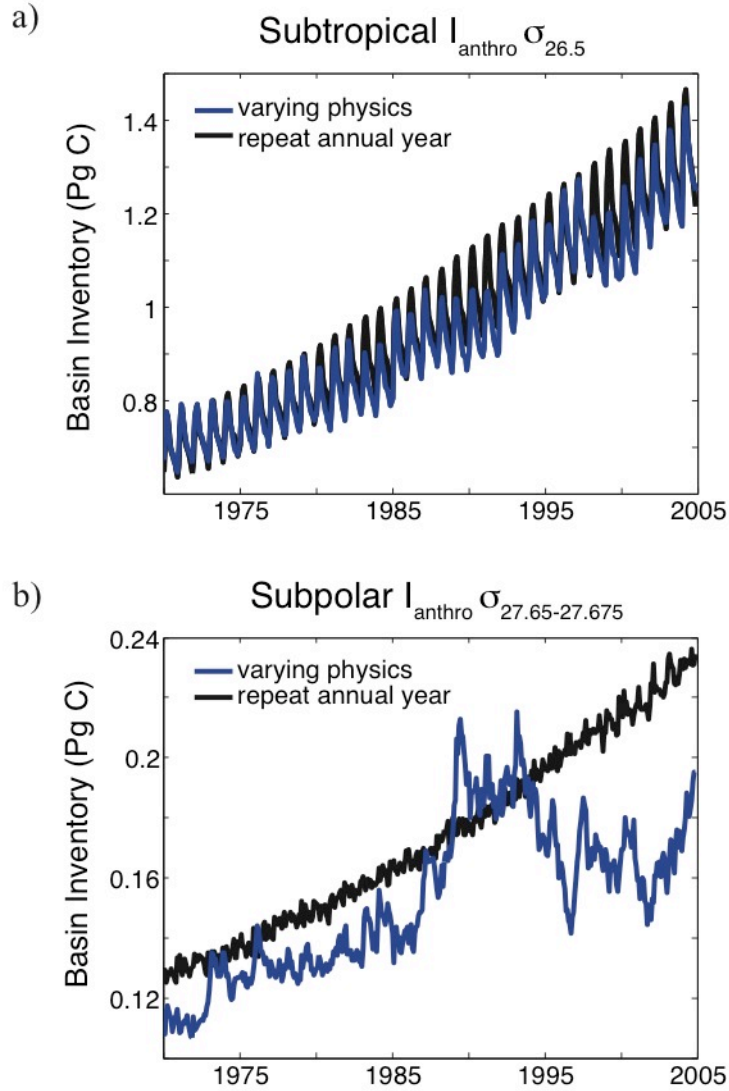 a)
Subtropical I anthro σ 26.5
varying physics
repeat annual year
Basin Inventory (Pg C)
1.4
1.2
1
0.8
1975 1985 1995 2005
b)
Subpolar I anthro σ 27.65-27.675
0.24
varying physics
repeat annual year
Basin Inventory (Pg C)
0.2
0.16
0.12
1975 1985 1995 2005